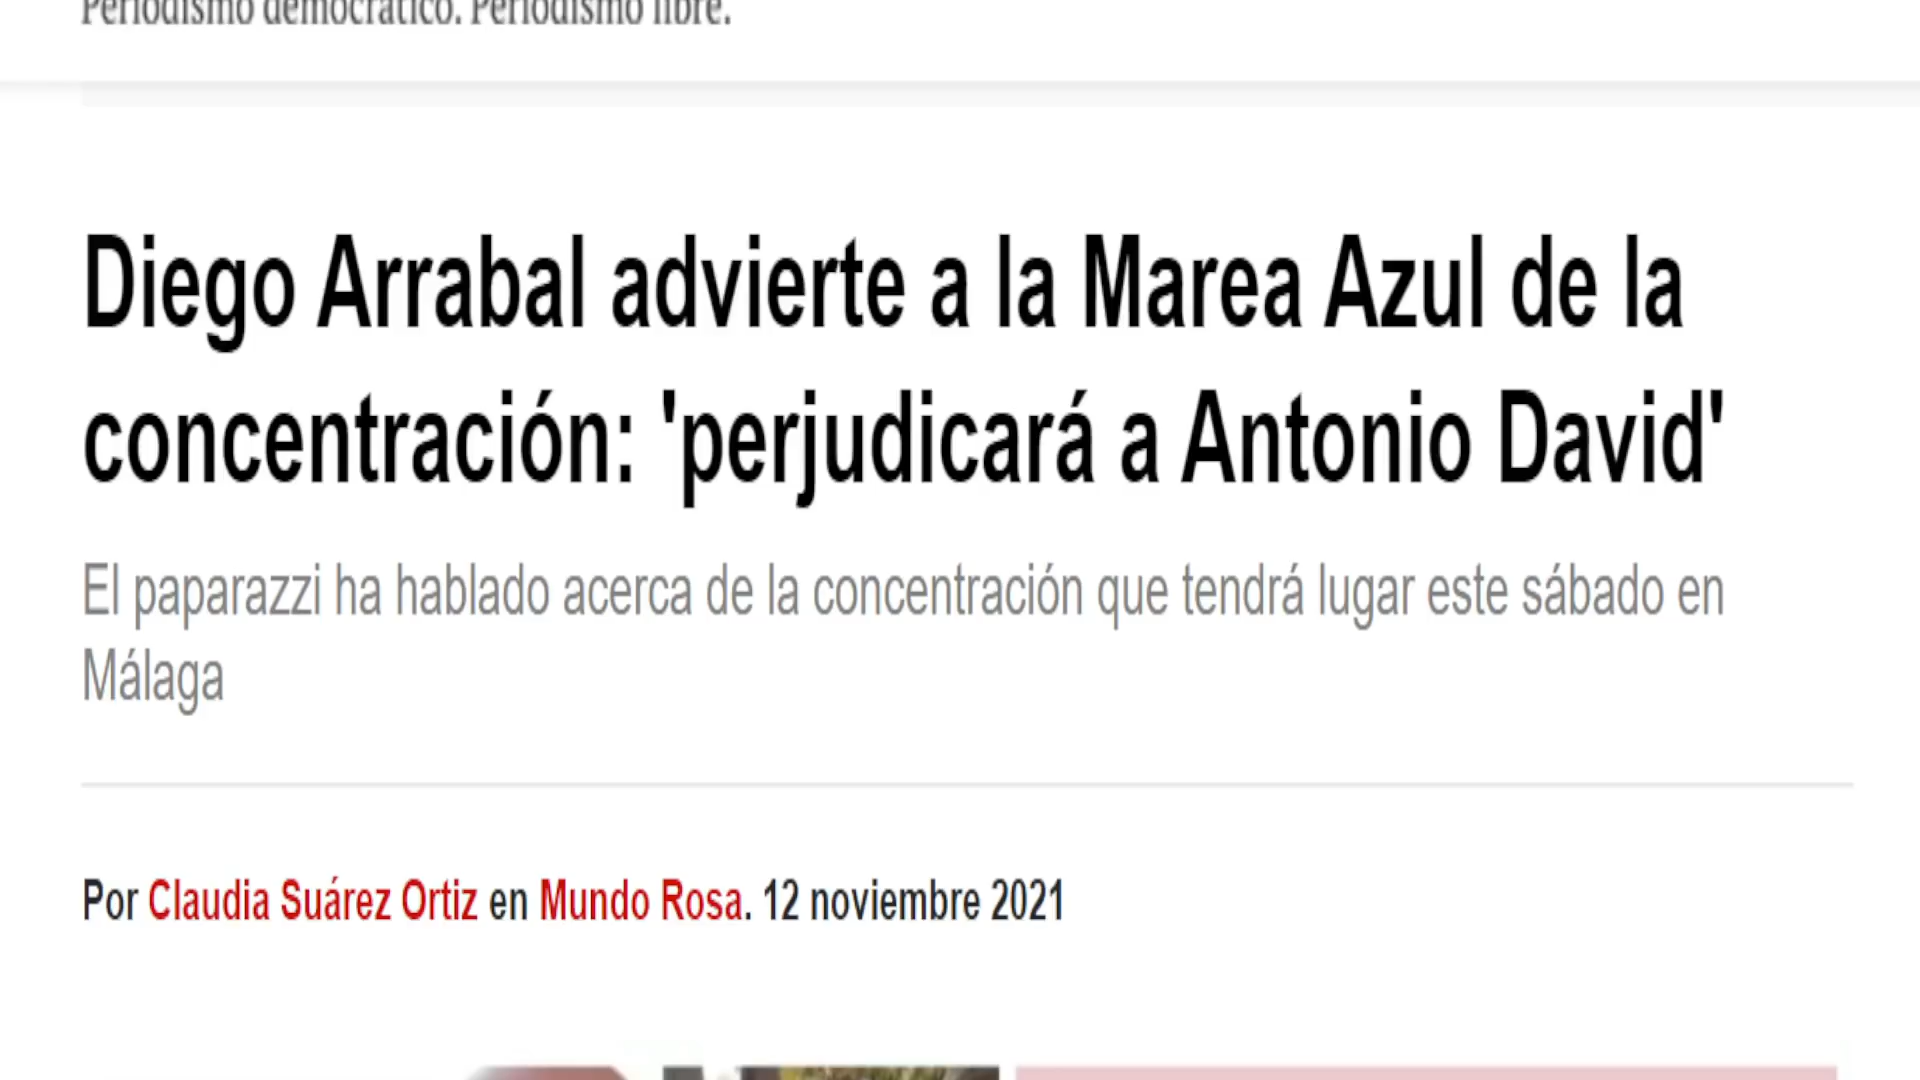 Periodismo democrático. Periodismo libre.
Diego Arrabal advierte a la Marea Azul de la
concentración: 'perjudicará a Antonio David'
El paparazzi ha hablado acerca de la concentración que tendrá lugar este sábado en
Málaga
Por Claudia Suárez Ortiz en Mundo Rosa. 12 noviembre 2021